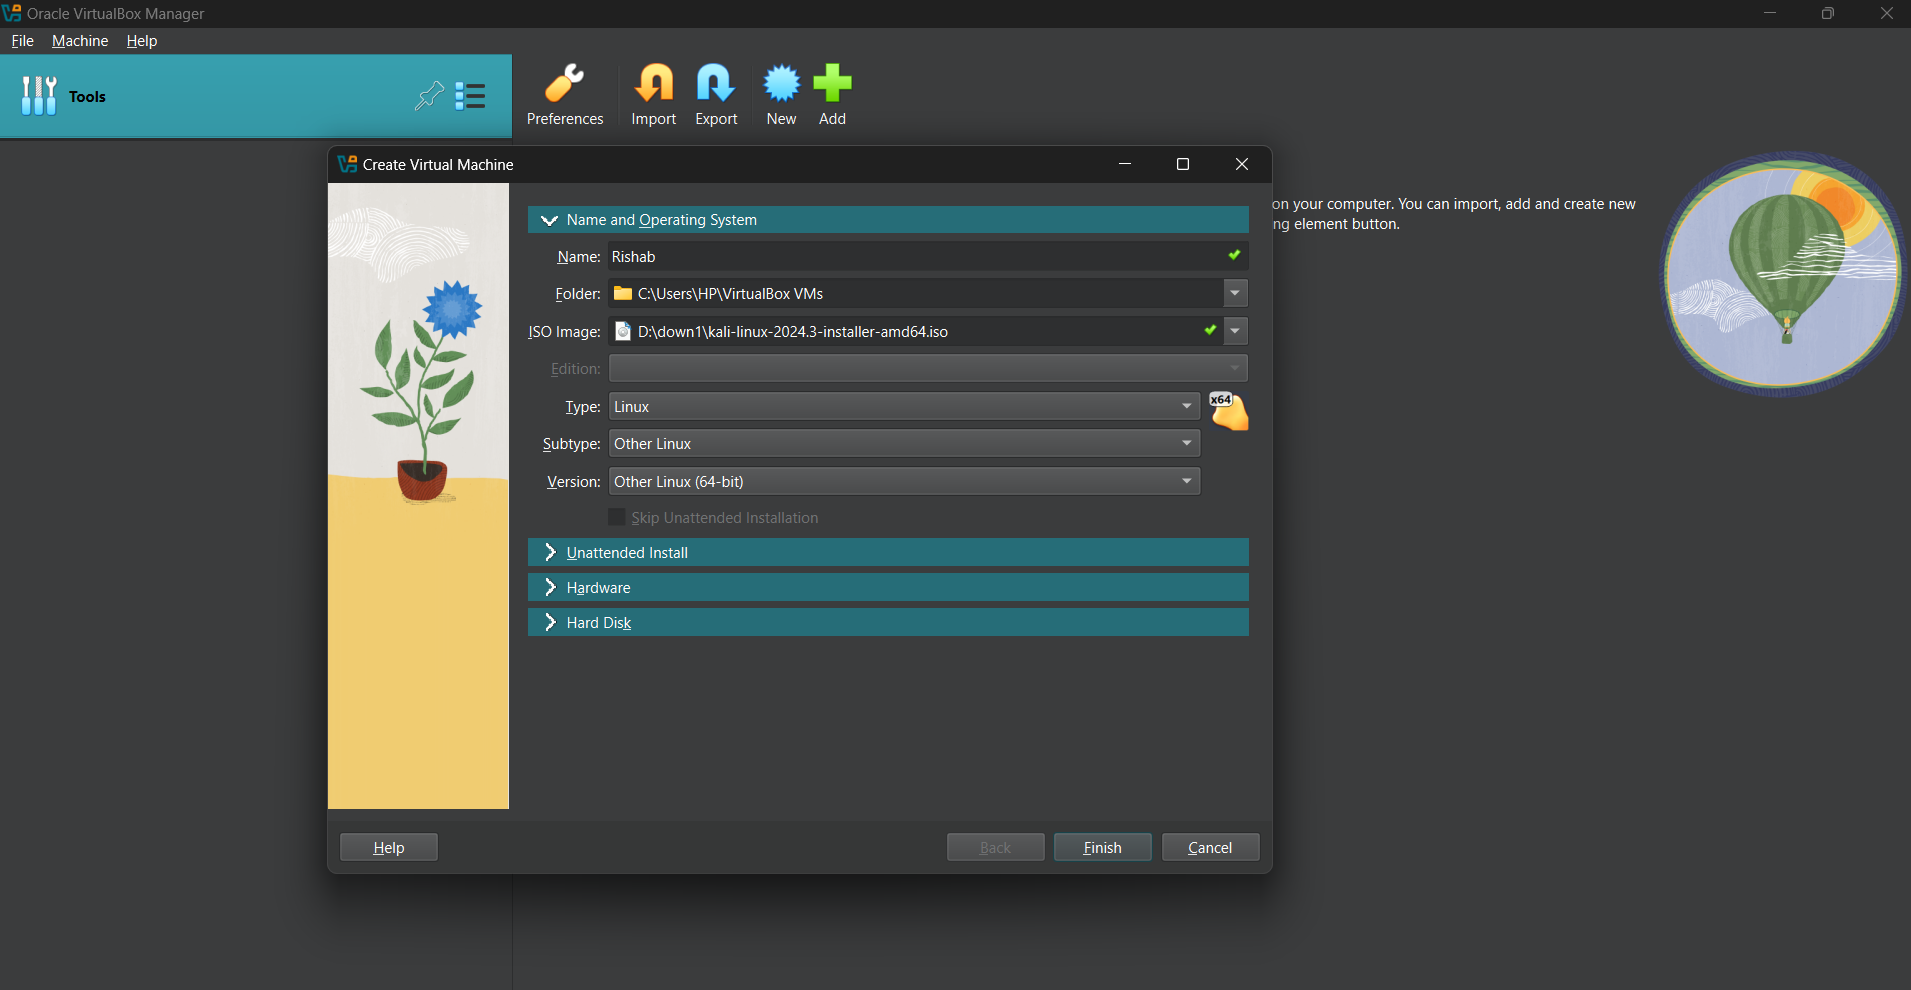 Oracle VirtualBox Manager
File Machine Help
Tools
Preferences Import Export New Add
on your computer. You can import, add and create new
ng element button.
Create Virtual Machine
Name and Operating System
Name: Rishab
Folder: C:\Users\HP\VirtualBox VMs
ISO Image: D:\down1\kali-linux-2024.3-installer-amd64.iso
Edition:
Type: Linux
x64
Subtype: Other Linux
Version: Other Linux (64-bit)
Skip Unattended Installation
Unattended Install
Hardware
Hard Disk
Help Back Finish Cancel